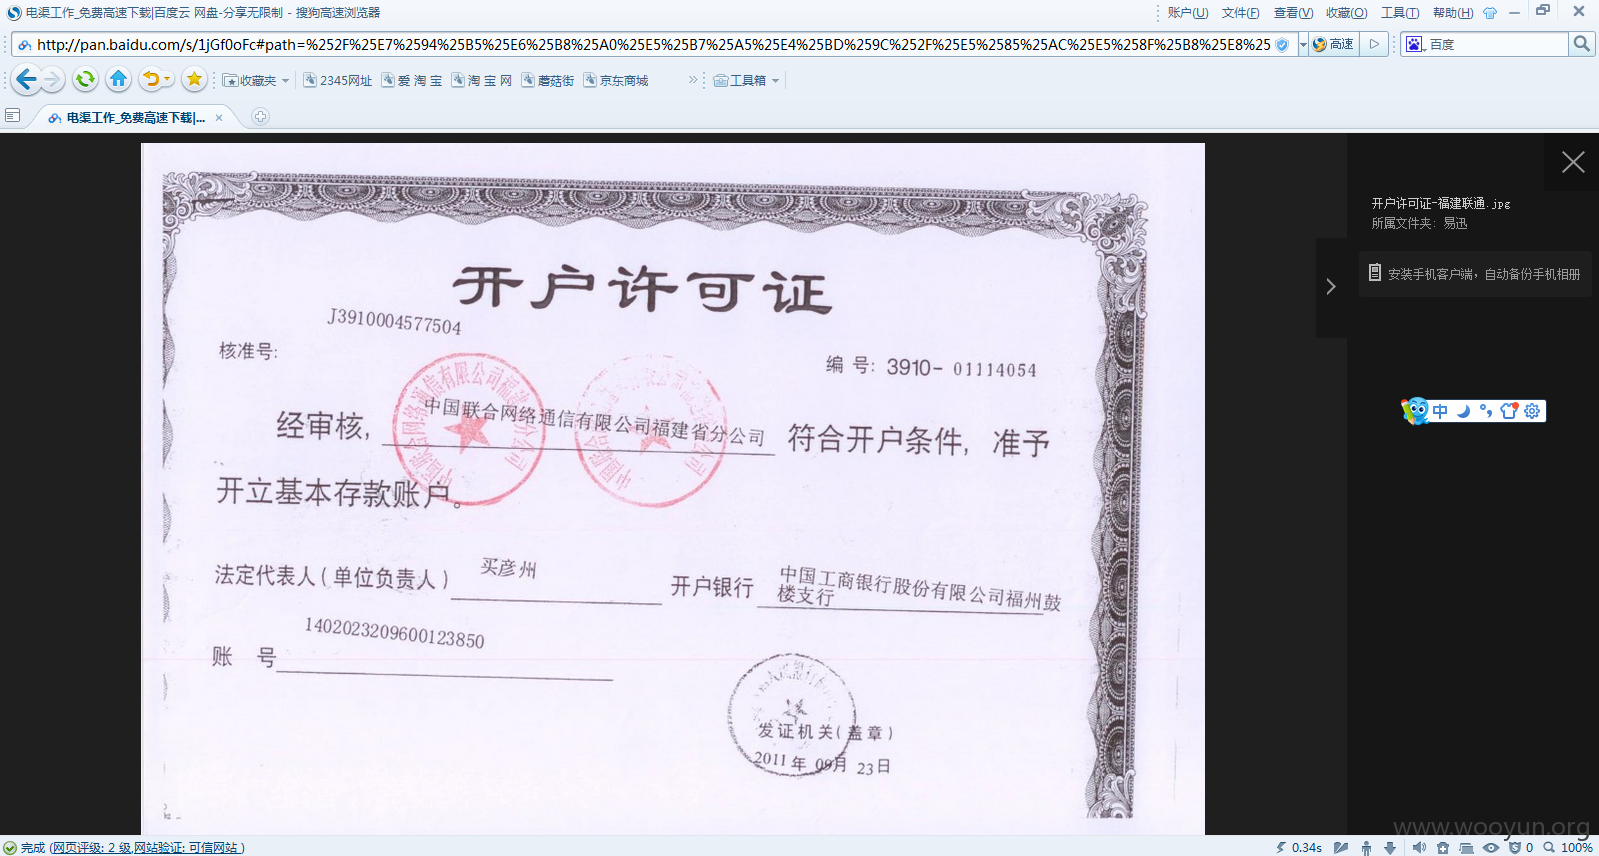 电渠工作_免费高速下载|百度云 网盘-分享无限制 - 搜狗高速浏览器
账户(U) 文件(F) 查看(V) 收藏(O) 工具(T) 帮助(H)
http://pan.baidu.com/s/1jGf0oFc#path=%252F%25E7%2594%25B5%25E6%25B8%25A0%25E5%25B7%25A5%25E4%25BD%259C%252F%25E5%2585%25AC%25E5%258F%25B8%25E8%25
高速
百度
收藏夹
2345网址
爱 淘 宝
淘 宝 网
蘑菇街
京东商城
工具箱
电渠工作_免费高速下载|...
开户许可证-福建联通.jpg
所属文件夹: 易迅
安装手机客户端，自动备份手机相册
中
开户许可证
J3910004577504
核准号:
编 号: 3910- 01114054
经审核, 中国联合网络通信有限公司福建省分公司 符合开户条件, 准予
开立基本存款账户。
法定代表人(单位负责人) 买彦州 开户银行 中国工商银行股份有限公司福州鼓
楼支行
账 号 1402023209600123850
发证机关(盖章)
2011 年 09月 23日
www.wooyun.org
完成 (网页评级: 2 级,网站验证: 可信网站 )
0.34s
0
100%